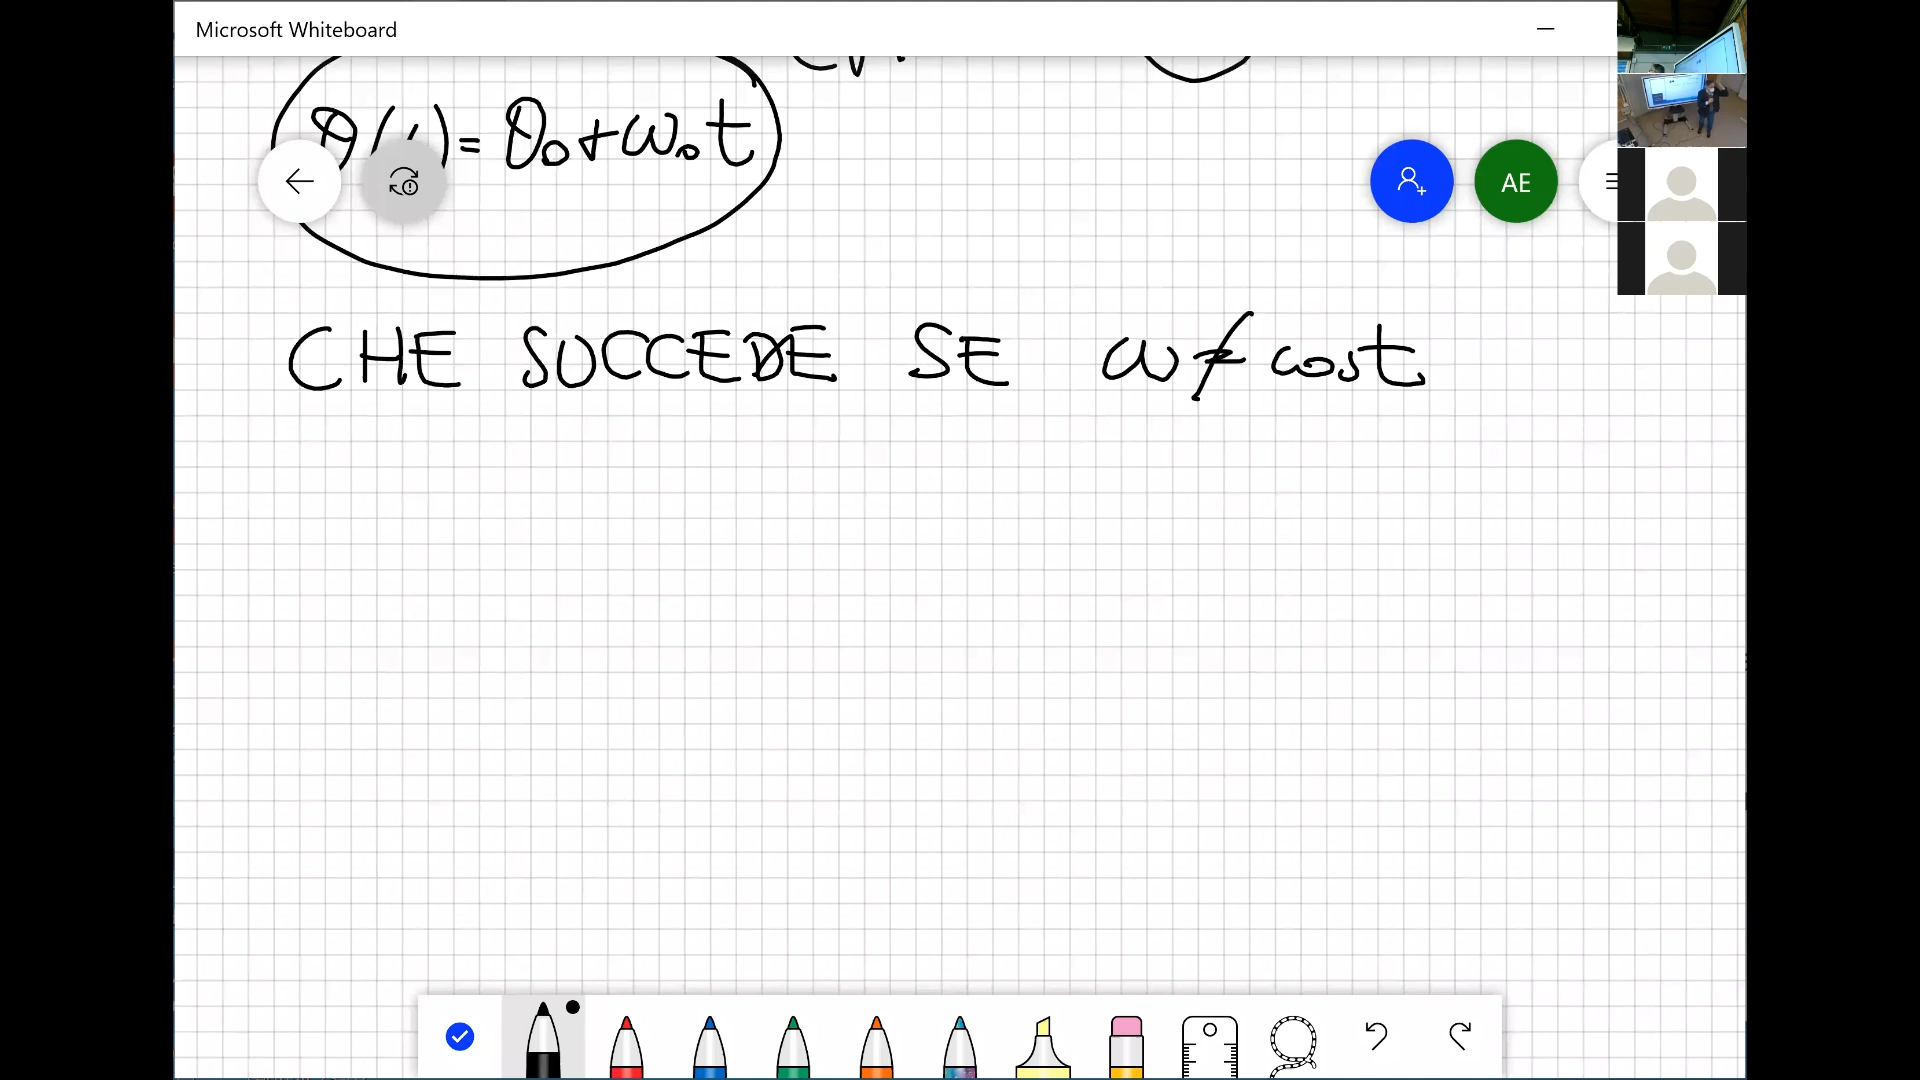 Microsoft Whiteboard
θ( ) = θ₀ + ω₀t
AE
CHE SUCCEDE SE ω ≠ cost.